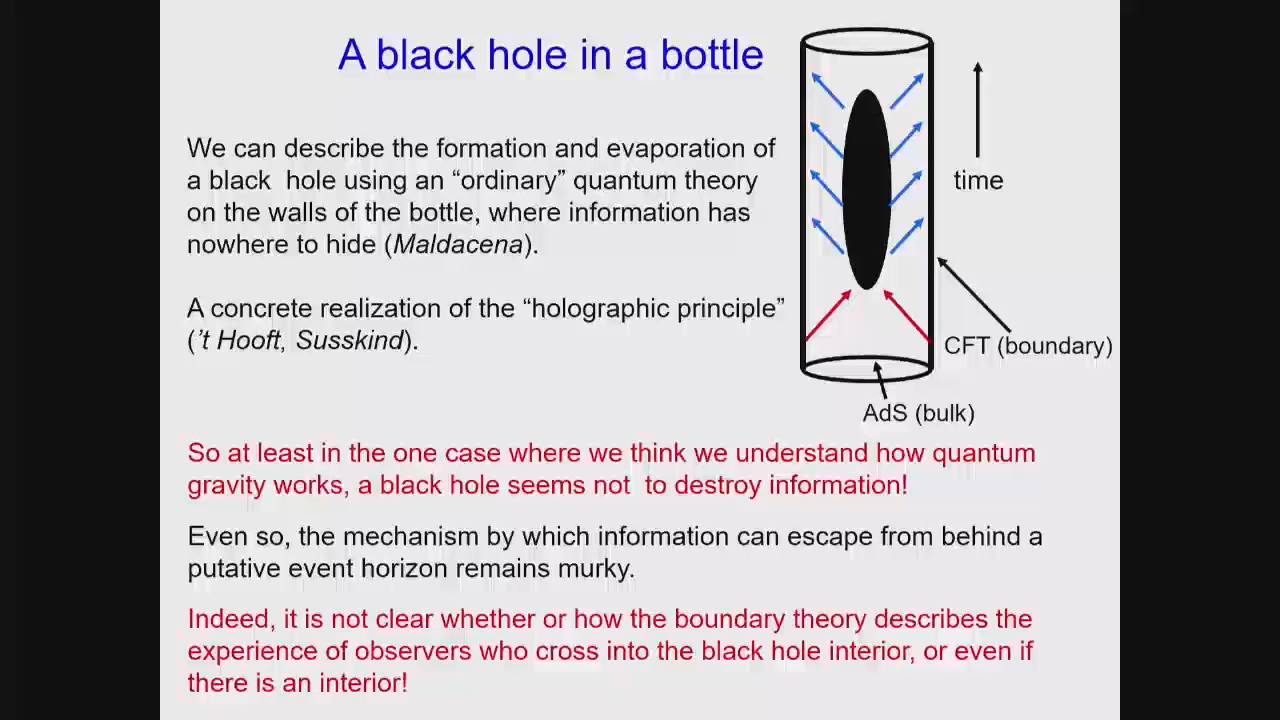 A black hole in a bottle
We can describe the formation and evaporation of
a black  hole using an “ordinary” quantum theory
on the walls of the bottle, where information has
nowhere to hide (Maldacena).
A concrete realization of the “holographic principle”
(’t Hooft, Susskind).
time
CFT (boundary)
AdS (bulk)
So at least in the one case where we think we understand how quantum
gravity works, a black hole seems not  to destroy information!
Even so, the mechanism by which information can escape from behind a
putative event horizon remains murky.
Indeed, it is not clear whether or how the boundary theory describes the
experience of observers who cross into the black hole interior, or even if
there is an interior!